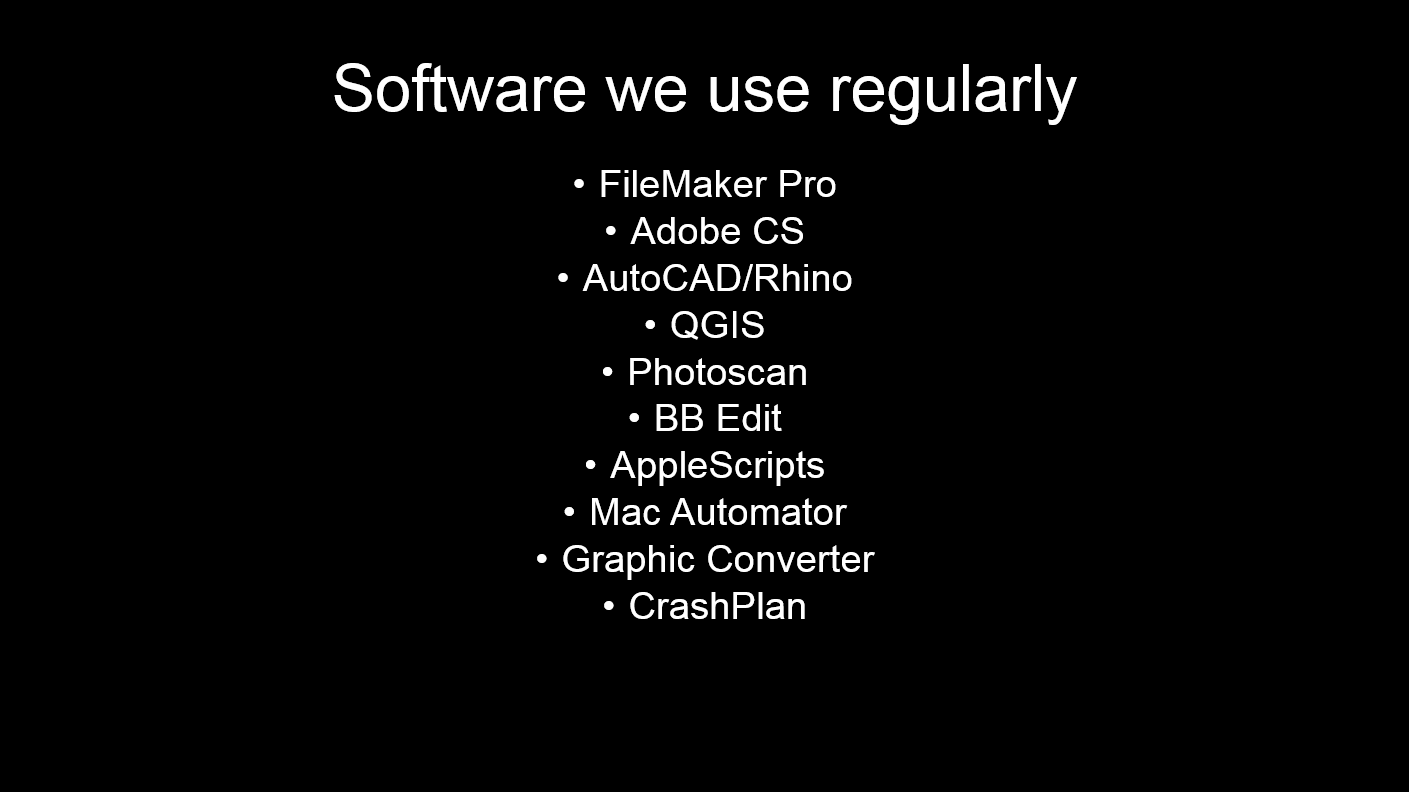 Software we use regularly
• FileMaker Pro
• Adobe CS
• AutoCAD/Rhino
• QGIS
• Photoscan
• BB Edit
• AppleScripts
• Mac Automator
• Graphic Converter
• CrashPlan